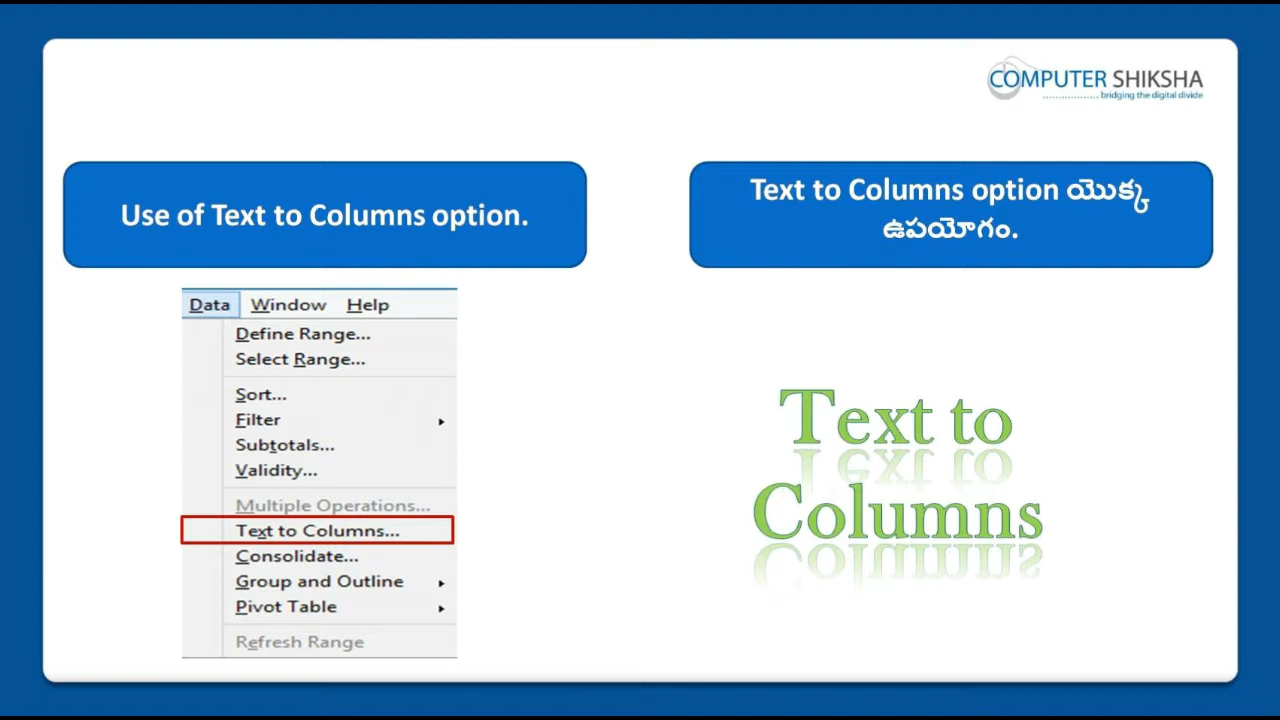 COMPUTER SHIKSHA
bridging the digital divide
Use of Text to Columns option.
Text to Columns option యొక్క
ఉపయోగం.
Data Window Help
Define Range...
Select Range...
Sort...
Filter
Subtotals...
Validity...
Multiple Operations...
Text to Columns...
Consolidate...
Group and Outline
Pivot Table
Refresh Range
Text to
Columns